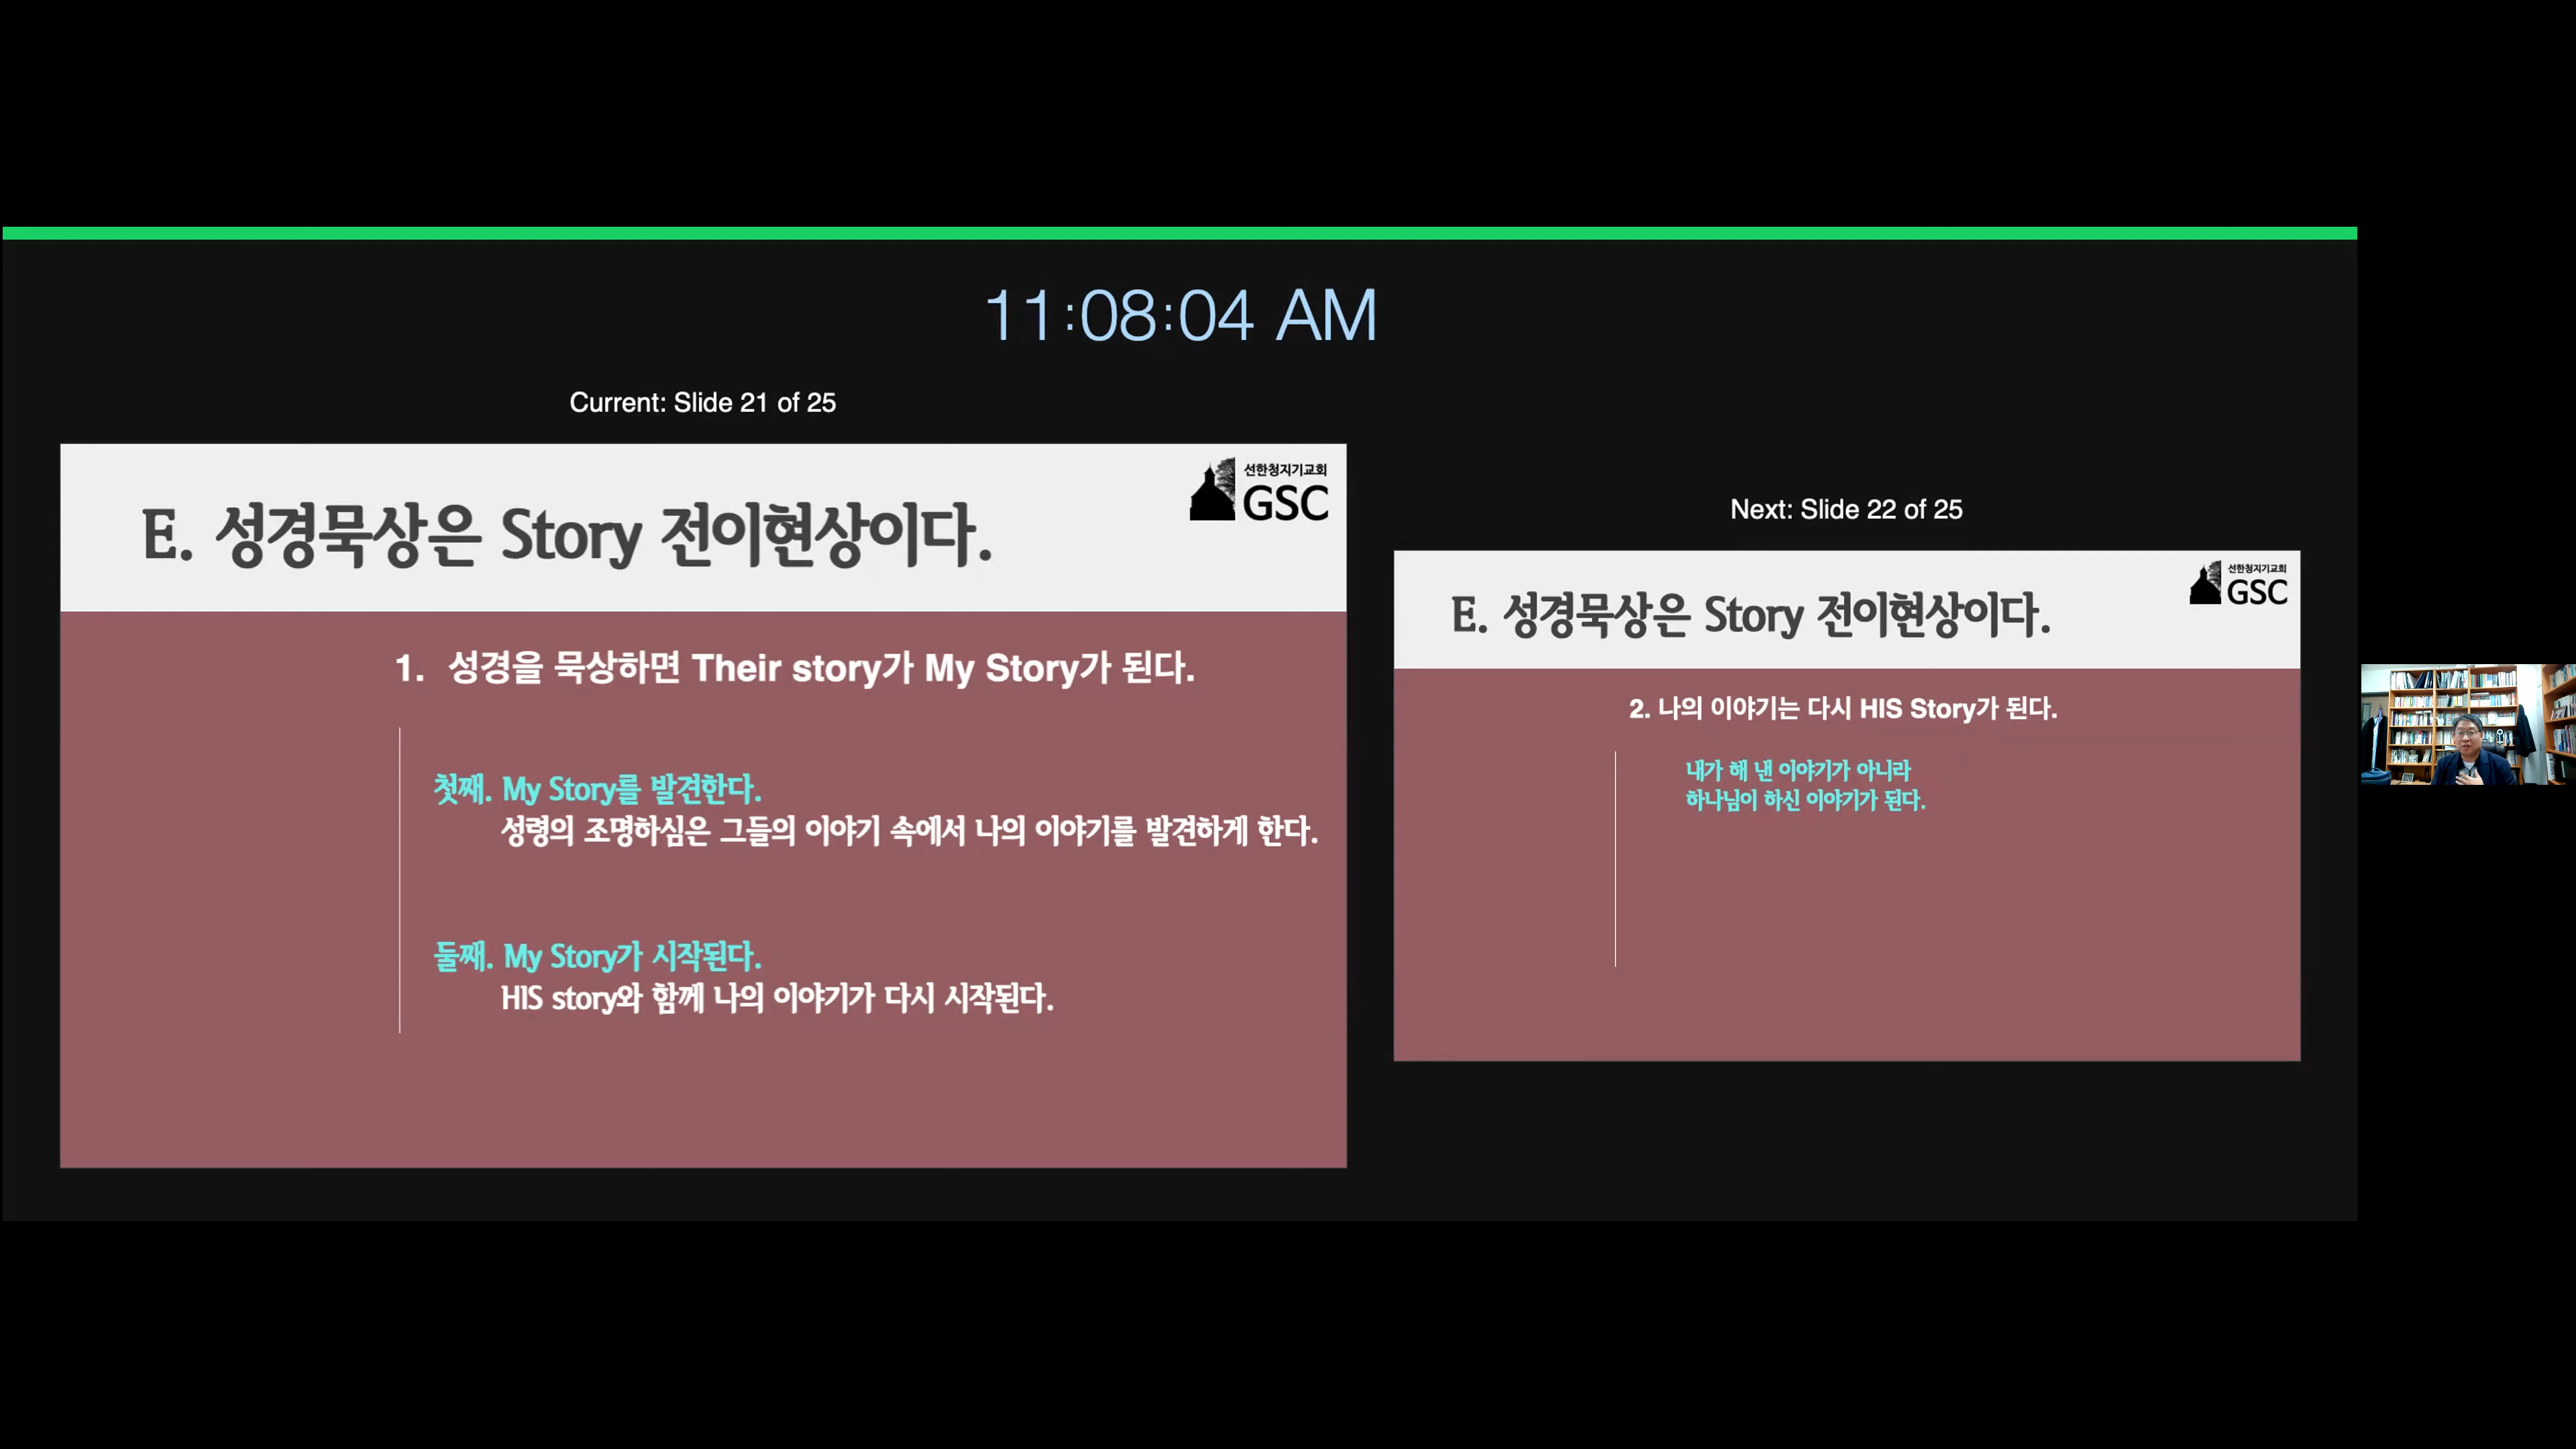 11:08:04 AM
Current: Slide 21 of 25
선한청지기교회
GSC
E. 성경묵상은 Story 전이현상이다.
1. 성경을 묵상하면 Their story가 My Story가 된다.
첫째. My Story를 발견한다.
성령의 조명하심은 그들의 이야기 속에서 나의 이야기를 발견하게 한다.
둘째. My Story가 시작된다.
HIS story와 함께 나의 이야기가 다시 시작된다.
Next: Slide 22 of 25
선한청지기교회
GSC
E. 성경묵상은 Story 전이현상이다.
2. 나의 이야기는 다시 HIS Story가 된다.
내가 해 낸 이야기가 아니라
하나님이 하신 이야기가 된다.